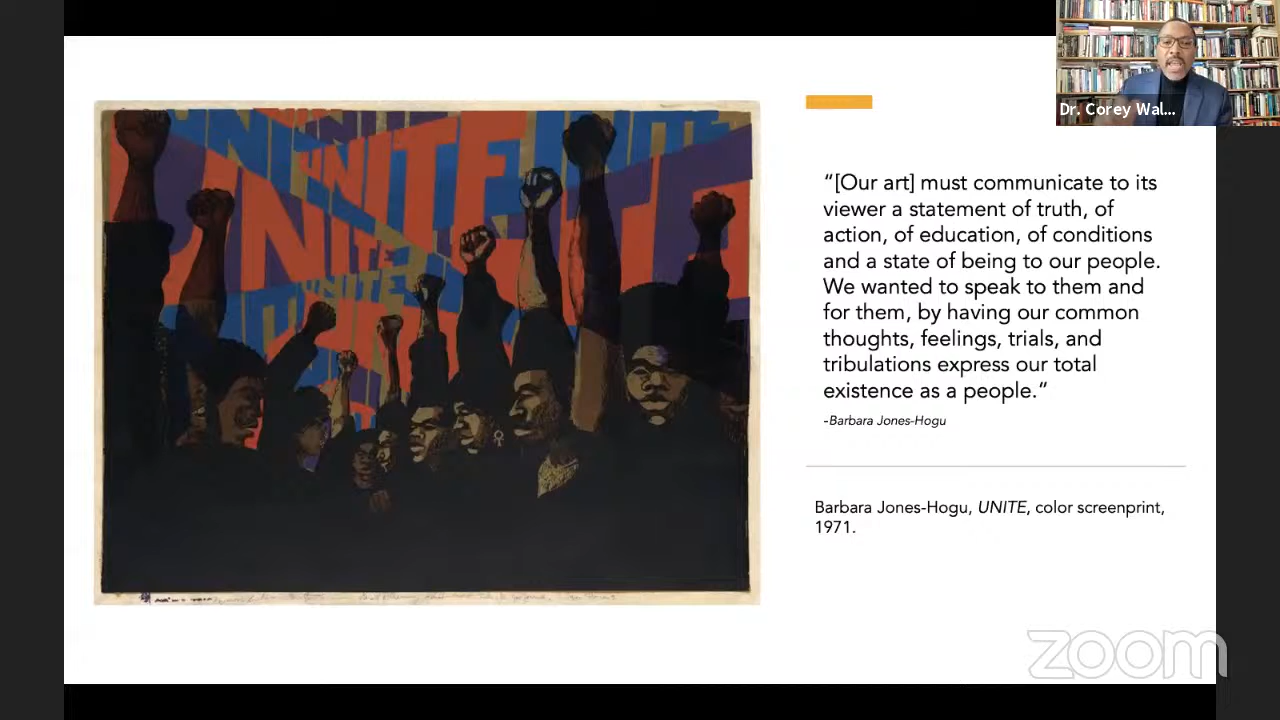 Dr. Corey Wal...
UNITE
UNITE
UNITE
UNITE
UNITE
“[Our art] must communicate to its
viewer a statement of truth, of
action, of education, of conditions
and a state of being to our people.
We wanted to speak to them and
for them, by having our common
thoughts, feelings, trials, and
tribulations express our total
existence as a people.“
-Barbara Jones-Hogu
Barbara Jones-Hogu, UNITE, color screenprint,
1971.
zoom